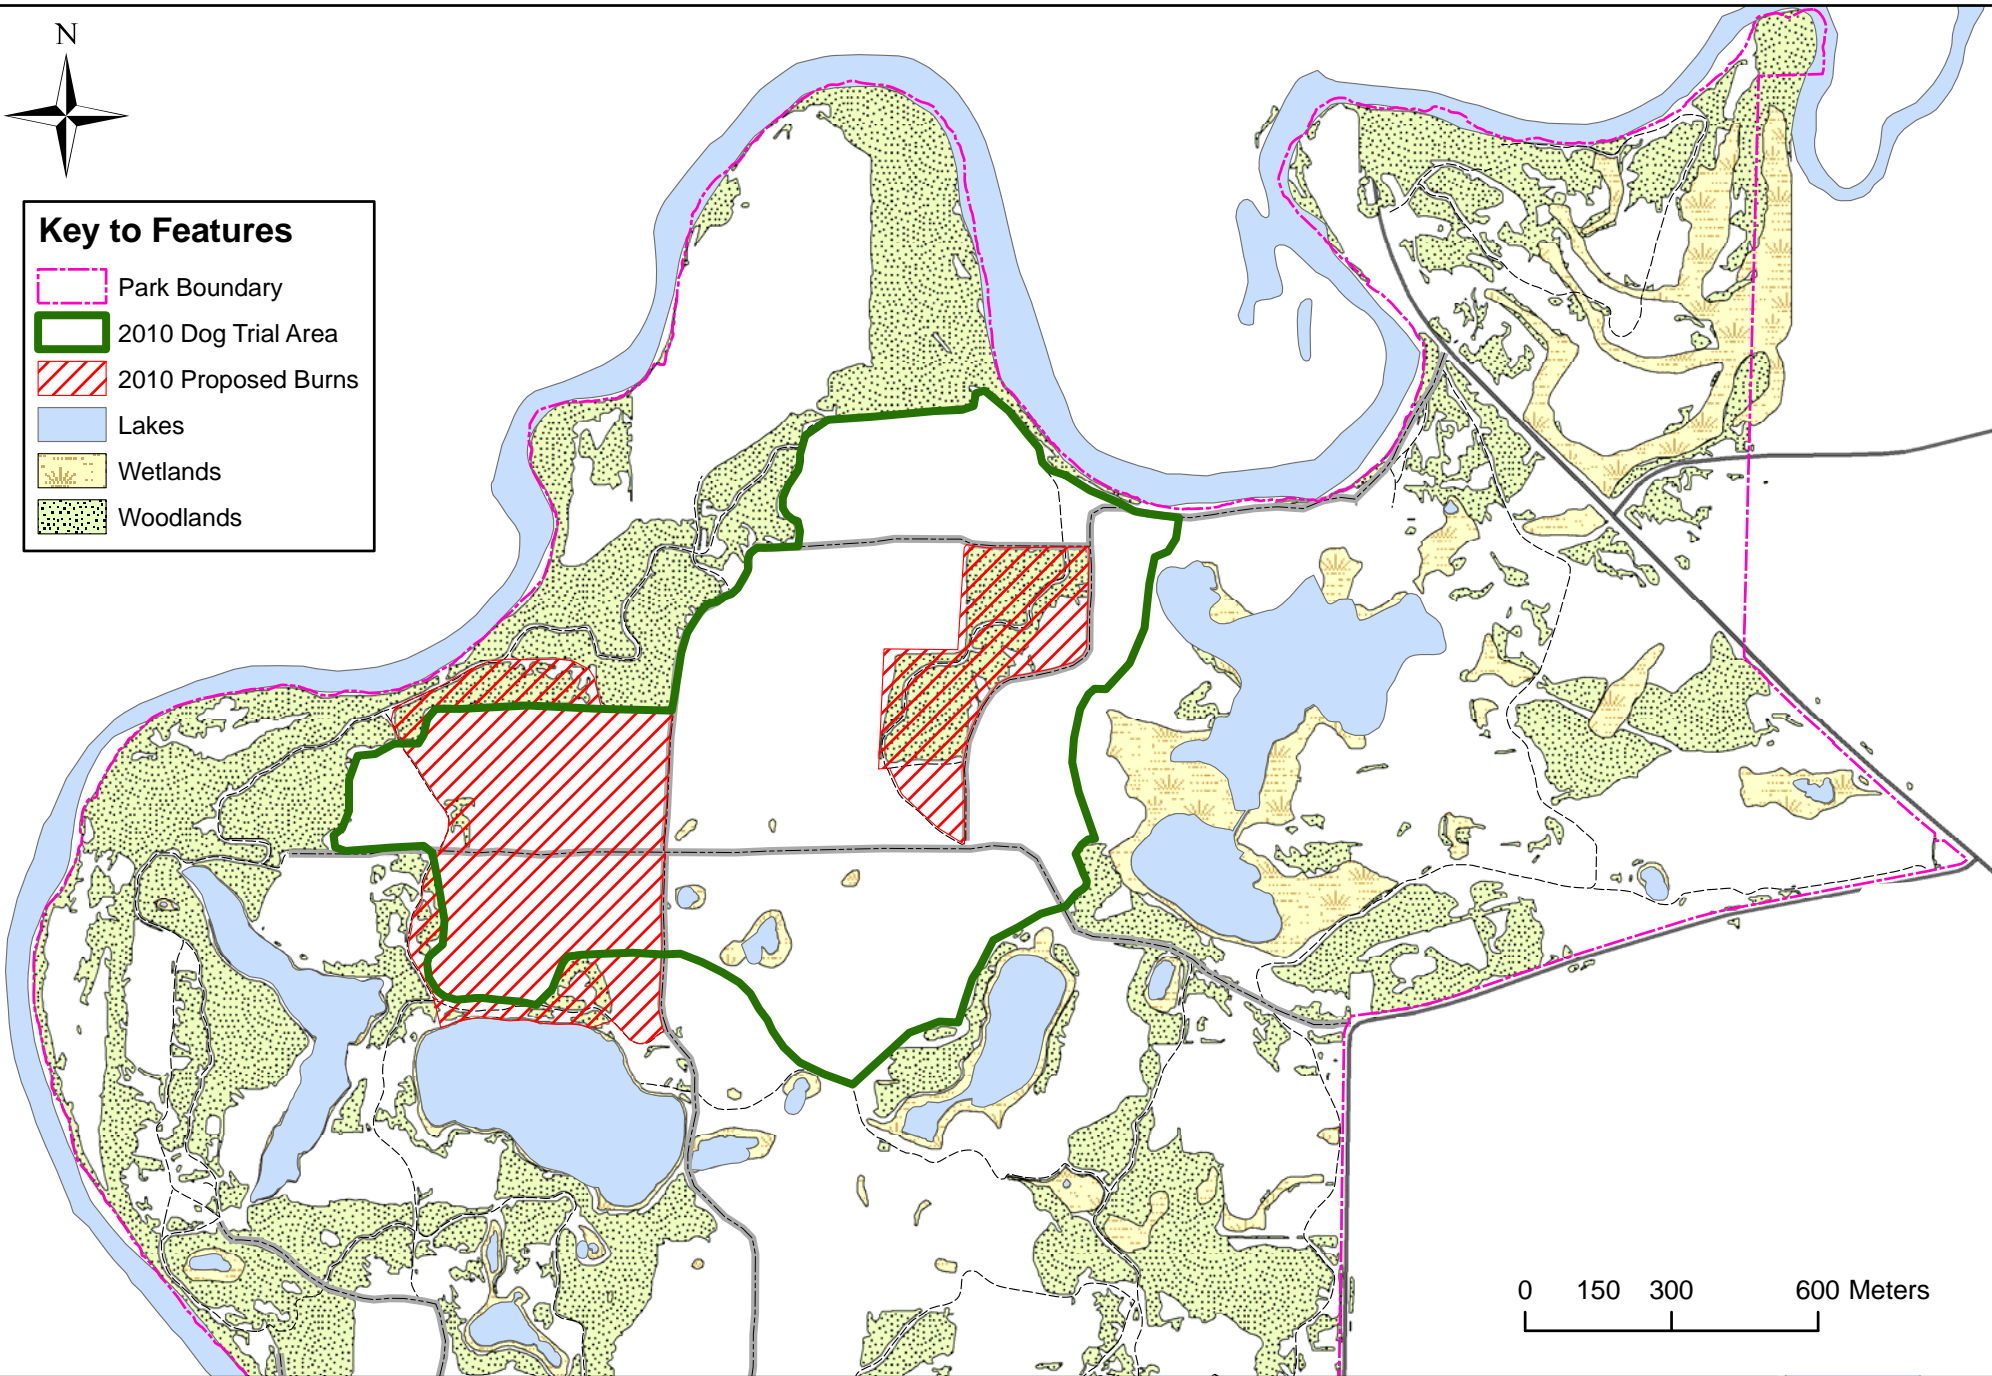 N
Key to Features
Park Boundary
2010 Dog Trial Area
2010 Proposed Burns
Lakes
Wetlands
Woodlands
0 150 300 600 Meters